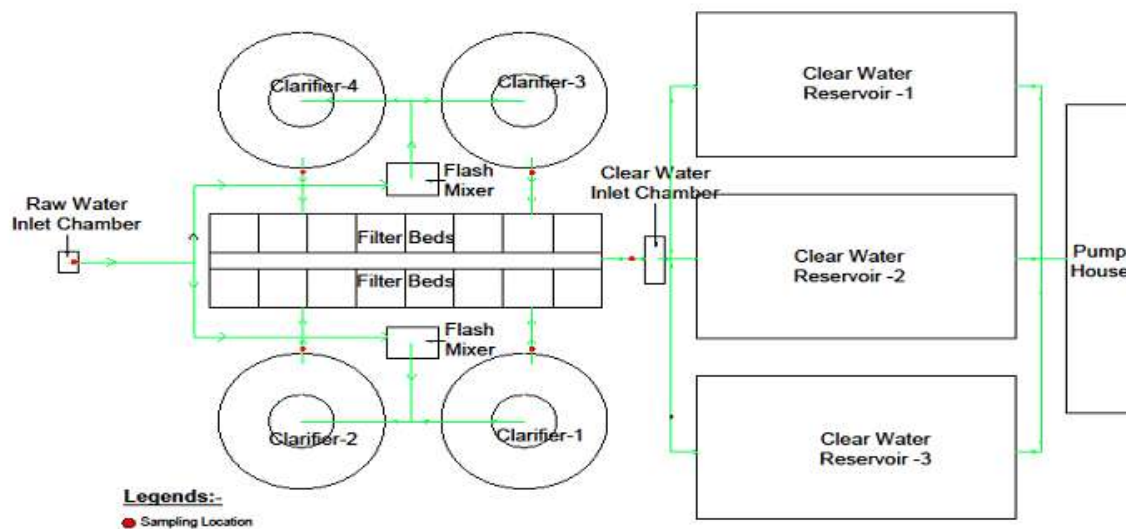 Clarifier-4
Clarifier-3
Clear Water
Reservoir -1
Flash
Mixer
Clear Water
Inlet Chamber
Raw Water
Inlet Chamber
Filter Beds
Filter Beds
Clear Water
Reservoir -2
Pump
House
Flash
Mixer
Clarifier-2
Clarifier-1
Clear Water
Reservoir -3
Legends:-
Sampling Location